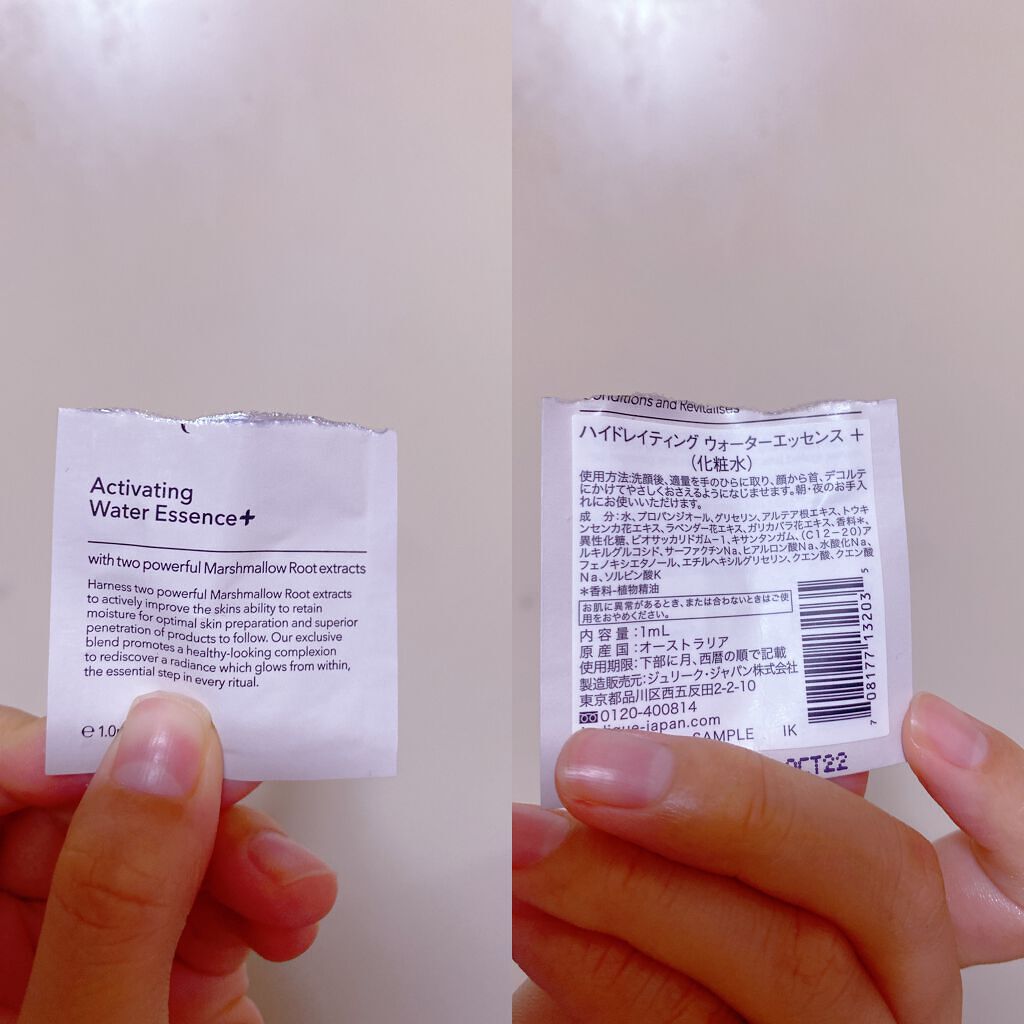 Activating
Water Essence+
with two powerful Marshmallow Root extracts
Harness two powerful Marshmallow Root extracts
to actively improve the skins ability to retain
moisture for optimal skin preparation and superior
penetration of products to follow. Our exclusive
blend promotes a healthy-looking complexion
to rediscover a radiance which glows from within,
the essential step in every ritual.
℮ 1.0
Conditions and Revitalises
ハイドレイティング ウォーターエッセンス +
(化粧水)
使用方法:洗顔後、適量を手のひらに取り、顔から首、デコルテ
にかけてやさしくおさえるようになじませます。朝・夜のお手入
れにお使いいただけます。
成 分:水、プロパンジオール、グリセリン、アルテア根エキス、トウキ
ンセンカ花エキス、ラベンダー花エキス、ガリカバラ花エキス、香料*、
異性化糖、ビオサッカリドガム-1、キサンタンガム、(C12-20)ア
ルキルグルコシド、サーファクチンNa、ヒアルロン酸Na、水酸化Na、
フェノキシエタノール、エチルヘキシルグリセリン、クエン酸、クエン酸
Na、ソルビン酸K
*香料-植物精油
お肌に異常があるとき、または合わないときはご使
用をおやめください。
内 容 量:1mL
原 産 国:オーストラリア
使用期限:下部に月、西暦の順で記載
製造販売元:ジュリーク・ジャパン株式会社
東京都品川区西五反田2-2-10
0120-400814
-japan.com
SAMPLE IK
7 08177 13203 5
OCT22